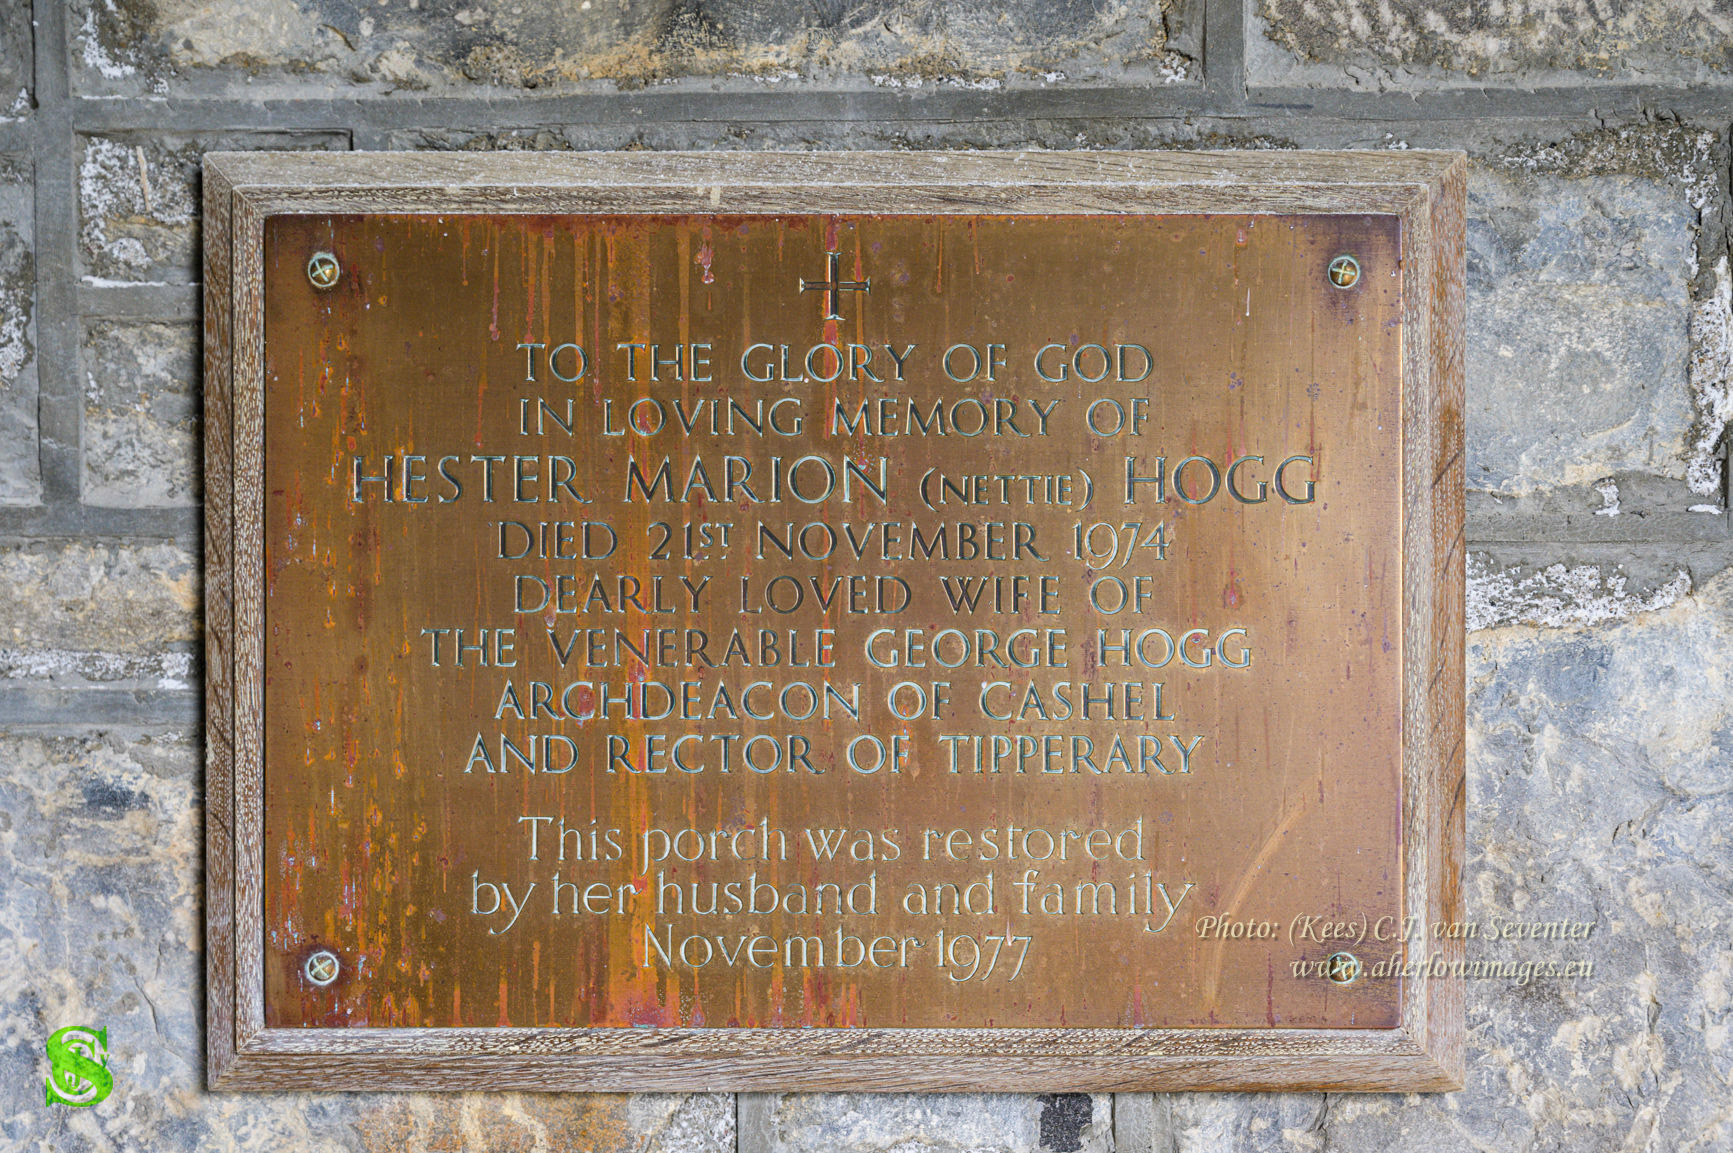 TO THE GLORY OF GOD
IN LOVING MEMORY OF
HESTER MARION (NETTIE) HOGG
DIED 21ST NOVEMBER 1974
DEARLY LOVED WIFE OF
THE VENERABLE GEORGE HOGG
ARCHDEACON OF CASHEL
AND RECTOR OF TIPPERARY
This porch was restored
by her husband and family
November 1977
Photo: (Kees) C.J. van Seventer
www.aherlowimages.eu